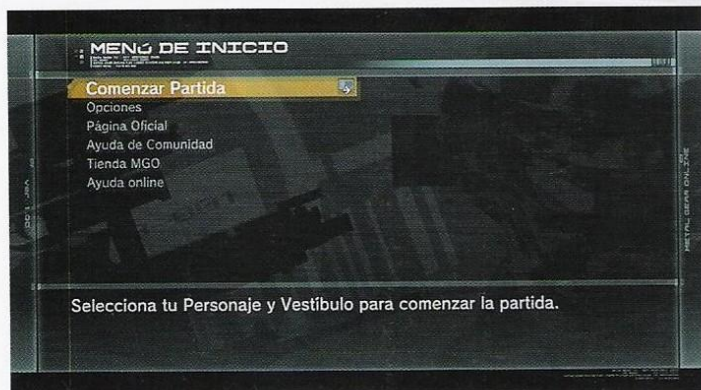 MENÚ DE INICIO
Comenzar Partida
Opciones
Página Oficial
Ayuda de Comunidad
Tienda MGO
Ayuda online
METAL GEAR ONLINE
Selecciona tu Personaje y Vestíbulo para comenzar la partida.